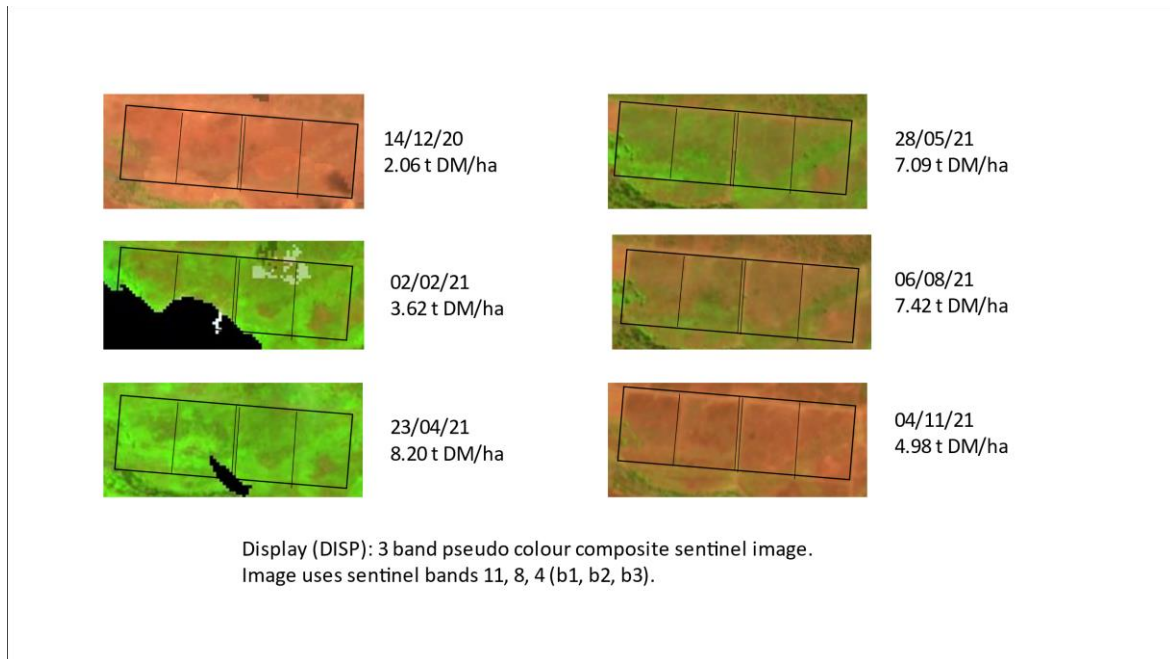 14/12/20
2.06 t DM/ha
02/02/21
3.62 t DM/ha
23/04/21
8.20 t DM/ha
28/05/21
7.09 t DM/ha
06/08/21
7.42 t DM/ha
04/11/21
4.98 t DM/ha
Display (DISP): 3 band pseudo colour composite sentinel image.
Image uses sentinel bands 11, 8, 4 (b1, b2, b3).